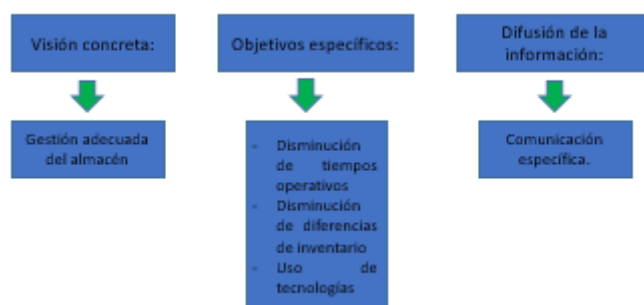 Visión concreta:
Gestión adecuada
del almacén
Objetivos específicos:
- Disminución
de tiempos
operativos
- Disminución
de diferencias
de inventario
- Uso de
tecnologías
Difusión de la
información:
Comunicación
específica.